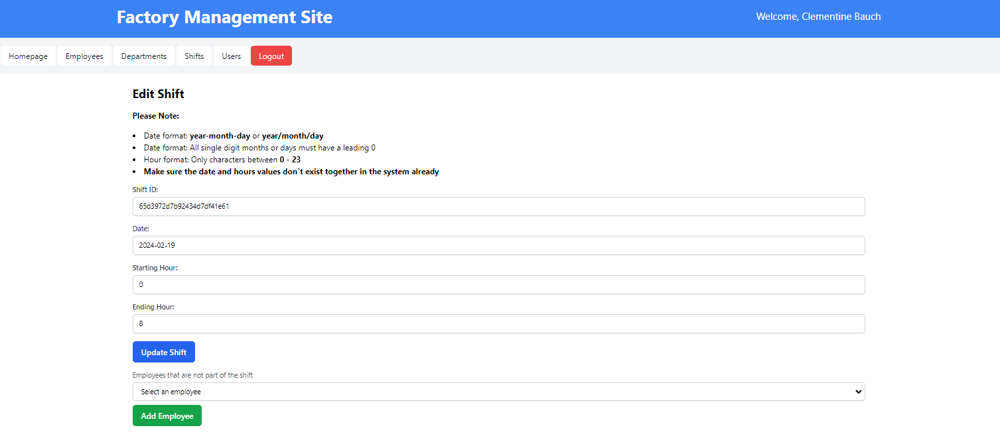 Factory Management Site
Welcome, Clementine Bauch
Homepage Employees Departments Shifts Users Logout
Edit Shift
Please Note:
Date format: year-month-day or year/month/day
Date format: All single digit months or days must have a leading 0
Hour format: Only characters between 0 - 23
Make sure the date and hours values don`t exist together in the system already
Shift ID:
65d3972d7b92434d7df41e61
Date:
2024-02-19
Starting Hour:
0
Ending Hour:
8
Update Shift
Employees that are not part of the shift
Select an employee
Add Employee